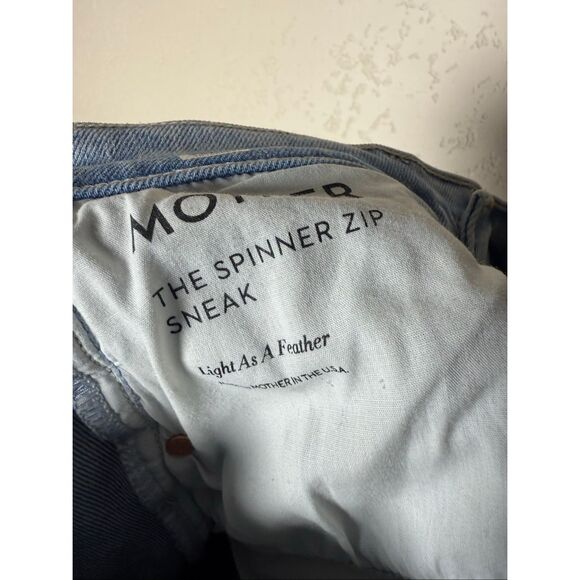 MOTHER
THE SPINNER ZIP
SNEAK
Light As A Feather
MOTHER IN THE U.S.A.